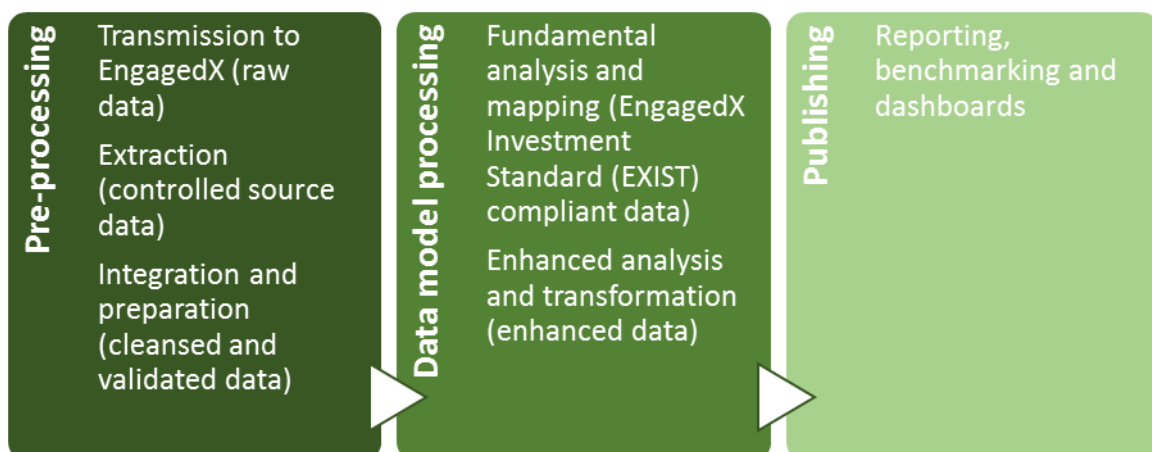 Pre-processing
Transmission to
EngagedX (raw
data)
Extraction
(controlled source
data)
Integration and
preparation
(cleansed and
validated data)
Data model processing
Fundamental
analysis and
mapping (EngagedX
Investment
Standard (EXIST)
compliant data)
Enhanced analysis
and transformation
(enhanced data)
Publishing
Reporting,
benchmarking and
dashboards